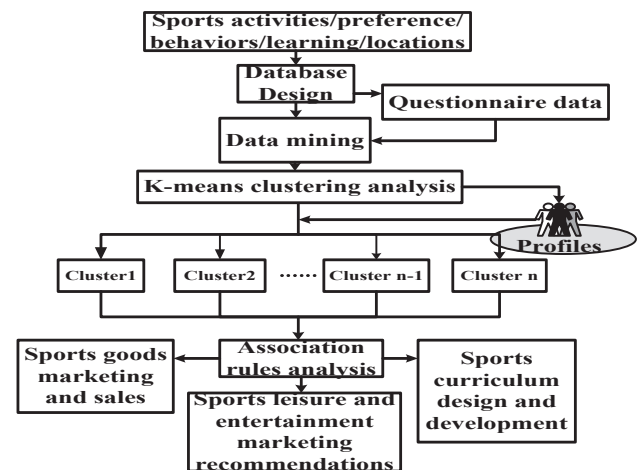 Sports activities/preference/
behaviors/learning/locations
Database
Design
Questionnaire data
Data mining
K-means clustering analysis
Profiles
Cluster1
Cluster2
......
Cluster n-1
Cluster n
Sports goods
marketing
and sales
Association
rules analysis
Sports
curriculum
design and
development
Sports leisure and
entertainment
marketing
recommendations